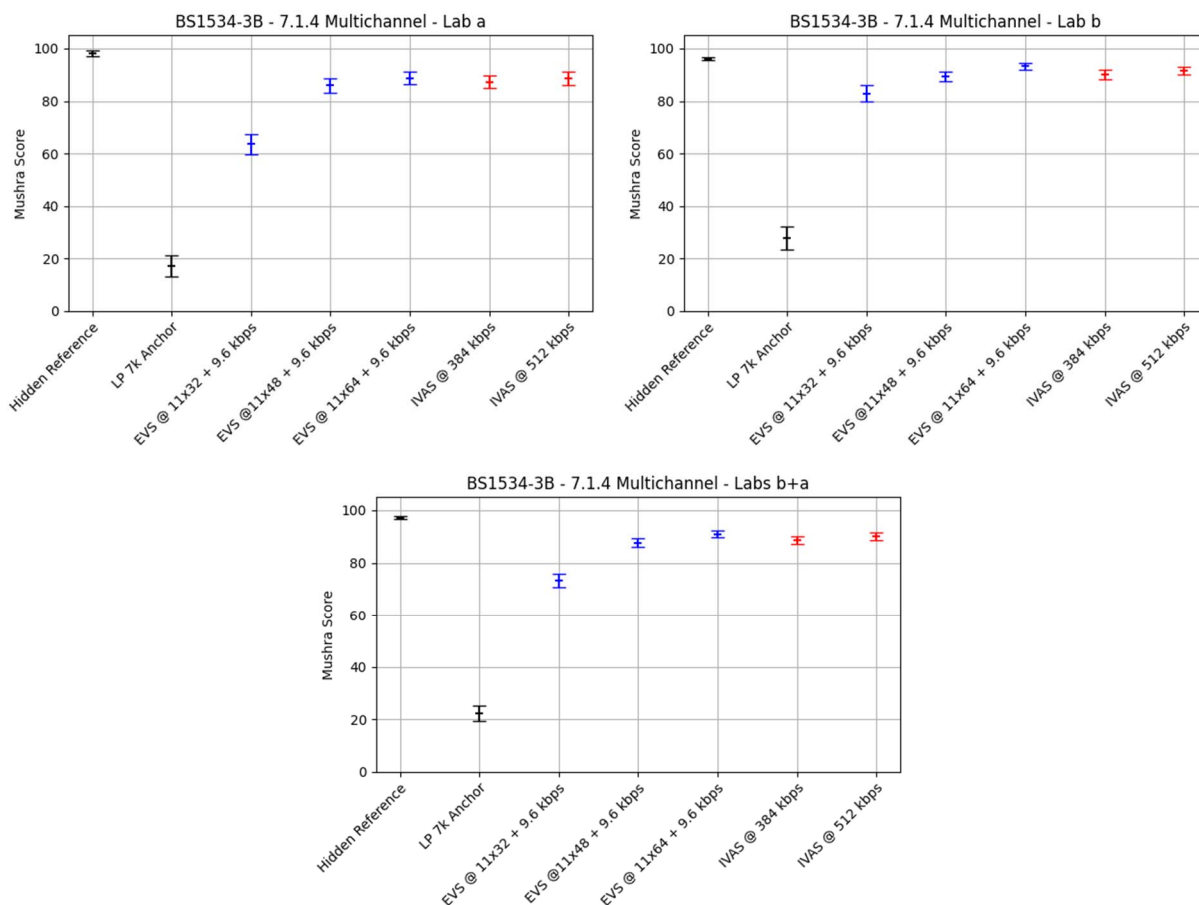 BS1534-3B - 7.1.4 Multichannel - Lab a
Mushra Score
100
80
60
40
20
0
Hidden Reference
LP 7k Anchor
EVS @ 11x32 + 9.6 kbps
EVS @11x48 + 9.6 kbps
EVS @ 11x64 + 9.6 kbps
IVAS @ 384 kbps
IVAS @ 512 kbps
BS1534-3B - 7.1.4 Multichannel - Lab b
Mushra Score
100
80
60
40
20
0
Hidden Reference
LP 7k Anchor
EVS @ 11x32 + 9.6 kbps
EVS @11x48 + 9.6 kbps
EVS @ 11x64 + 9.6 kbps
IVAS @ 384 kbps
IVAS @ 512 kbps
BS1534-3B - 7.1.4 Multichannel - Labs b+a
Mushra Score
100
80
60
40
20
0
Hidden Reference
LP 7k Anchor
EVS @ 11x32 + 9.6 kbps
EVS @11x48 + 9.6 kbps
EVS @ 11x64 + 9.6 kbps
IVAS @ 384 kbps
IVAS @ 512 kbps